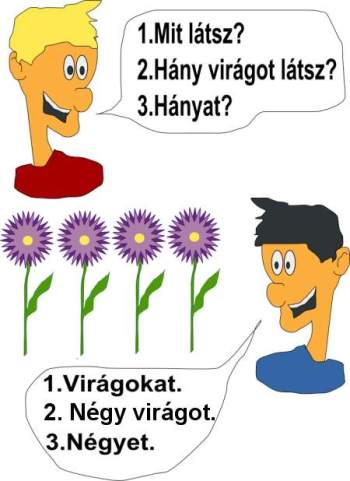 1.Mit látsz?
2.Hány virágot látsz?
3.Hányat?
1.Virágokat.
2. Négy virágot.
3.Négyet.